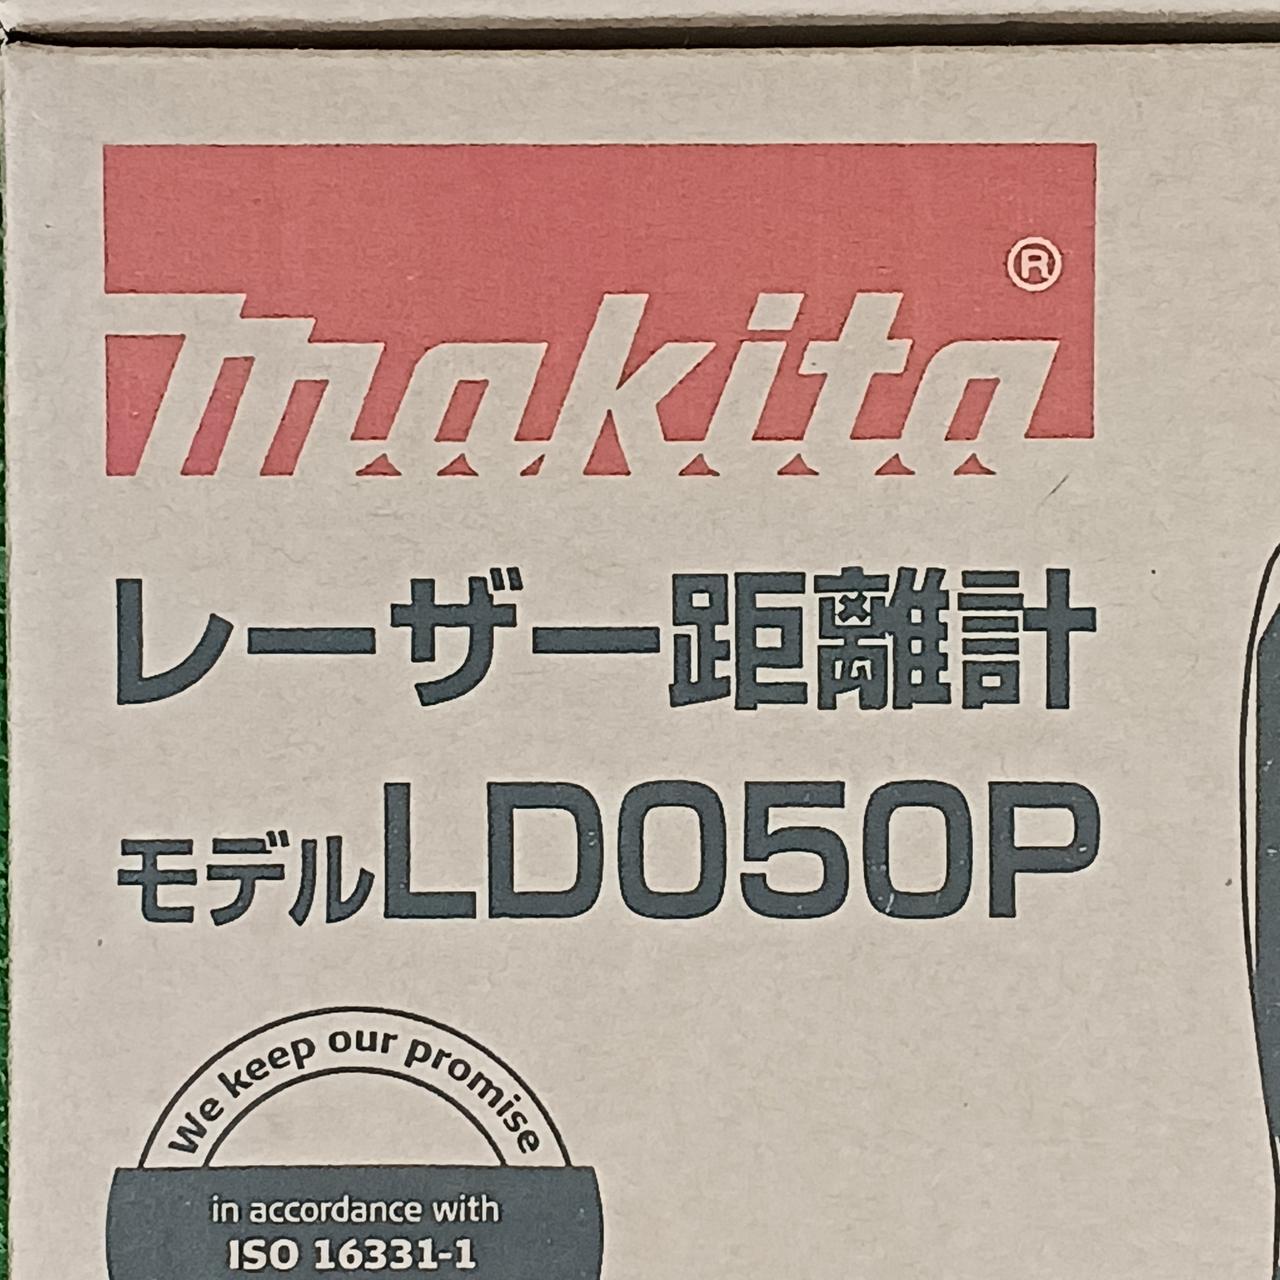 makita®
レーザー距離計
モデルLD050P
We keep our promise
in accordance with
ISO 16331-1